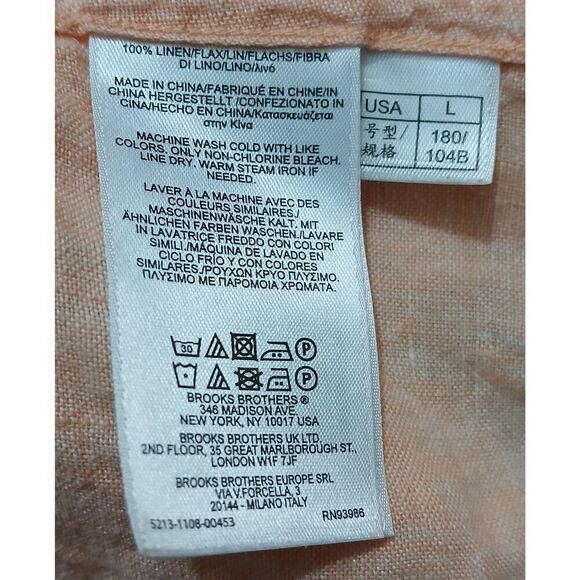 100% LINEN/FLAX/LIN/FLACHS/FIBRA
DI LINO/LINO/λινό
MADE IN CHINA/FABRIQUÉ EN CHINE/IN
CHINA HERGESTELLT /CONFEZIONATO IN
CINA/HECHO EN CHINA/Κατασκευάζεται
στην Κίνα
MACHINE WASH COLD WITH LIKE
COLORS. ONLY NON-CHLORINE BLEACH.
LINE DRY. WARM STEAM IRON IF
NEEDED.
LAVER À LA MACHINE AVEC DES
COULEURS SIMILAIRES./
MASCHINENWÄSCHE KALT. MIT
ÄHNLICHEN FARBEN WASCHEN./LAVARE
IN LAVATRICE FREDDO CON COLORI
SIMILI./MÁQUINA DE LAVADO EN
CICLO FRÍO Y CON COLORES
SIMILARES./ΡΟΥΧΩΝ ΚΡΥΟ ΠΛΥΣΙΜΟ.
ΠΛΥΣΙΜΟ ΜΕ ΠΑΡΟΜΟΙΑ ΧΡΩΜΑΤΑ.
30 P
P
BROOKS BROTHERS ®
346 MADISON AVE.
NEW YORK, NY 10017 USA
BROOKS BROTHERS UK LTD.
2ND FLOOR, 35 GREAT MARLBOROUGH ST.,
LONDON W1F 7JF
BROOKS BROTHERS EUROPE SRL
VIA V.FORCELLA, 3
20144 - MILANO ITALY
5213-1108-00453 RN93986
USA L
号型/ 180/
规格 104B